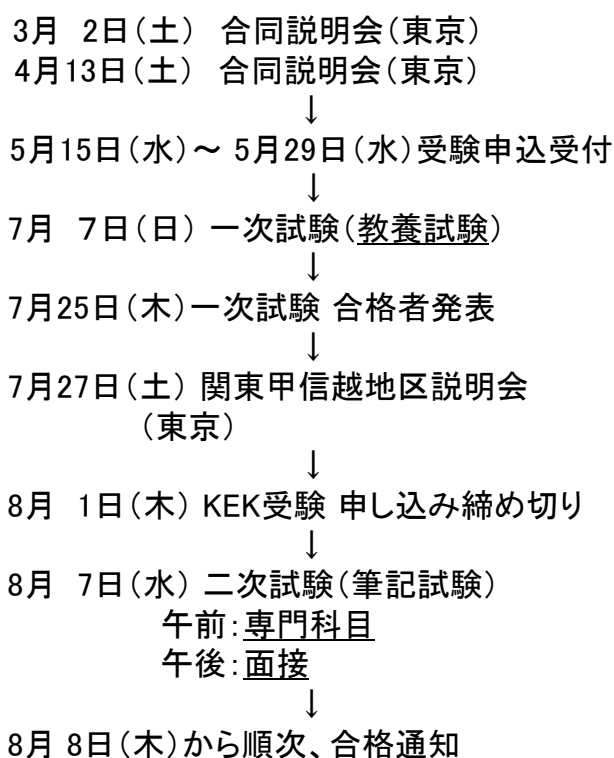 3月 2日(土) 合同説明会(東京)
4月13日(土) 合同説明会(東京)
↓
5月15日(水)~ 5月29日(水)受験申込受付
↓
7月 7日(日) 一次試験(教養試験)
↓
7月25日(木)一次試験 合格者発表
↓
7月27日(土) 関東甲信越地区説明会
(東京)
↓
8月 1日(木) KEK受験 申し込み締め切り
↓
8月 7日(水) 二次試験(筆記試験)
午前:専門科目
午後:面接
↓
8月 8日(木)から順次、合格通知